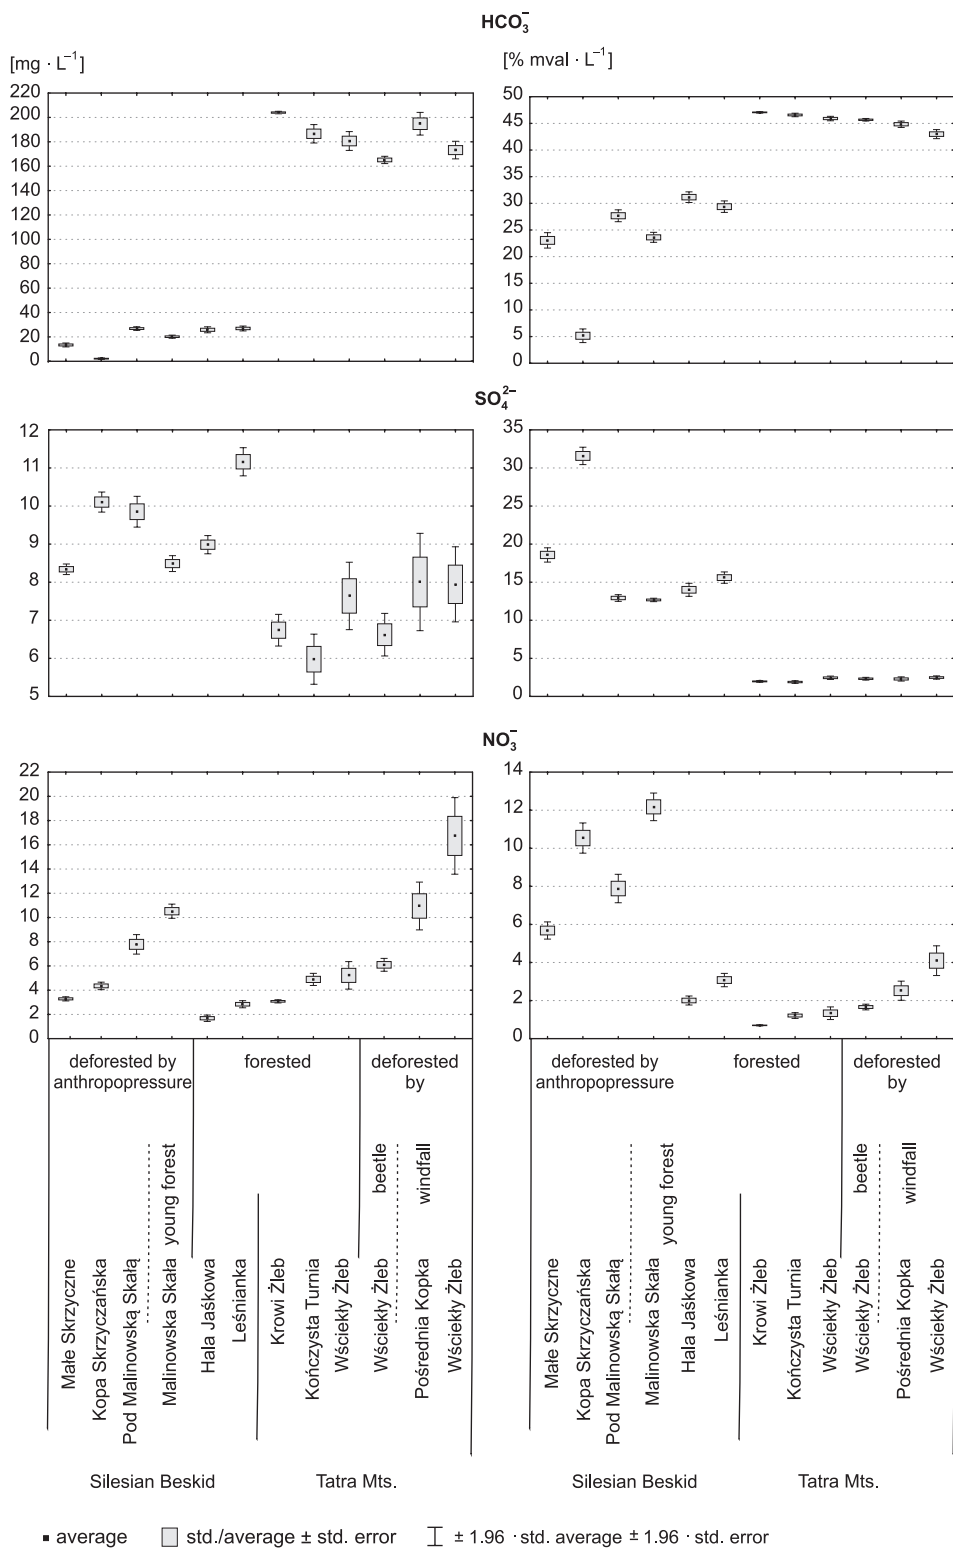 HCO₃⁻
[mg · L⁻¹] [% mval · L⁻¹]
220
200
180
160
140
120
100
80
60
40
20
0
50
45
40
35
30
25
20
15
10
5
0
SO₄²⁻
12
11
10
9
8
7
6
5
35
30
25
20
15
10
5
0
NO₃⁻
22
20
18
16
14
12
10
8
6
4
2
0
14
12
10
8
6
4
2
0
deforested by anthropopressure
forested
deforested by
young forest
beetle
windfall
Małe Skrzyczne
Kopa Skrzyczańska
Pod Malinowską Skałą
Malinowska Skała
Hala Jaśkowa
Leśnianka
Krowi Żleb
Kończysta Turnia
Wściekły Żleb
Wściekły Żleb
Pośrednia Kopka
Wściekły Żleb
Silesian Beskid
Tatra Mts.
deforested by anthropopressure
forested
deforested by
young forest
beetle
windfall
Małe Skrzyczne
Kopa Skrzyczańska
Pod Malinowską Skałą
Malinowska Skała
Hala Jaśkowa
Leśnianka
Krowi Żleb
Kończysta Turnia
Wściekły Żleb
Wściekły Żleb
Pośrednia Kopka
Wściekły Żleb
Silesian Beskid
Tatra Mts.
average std./average ± std. error ± 1.96 · std. average ± 1.96 · std. error